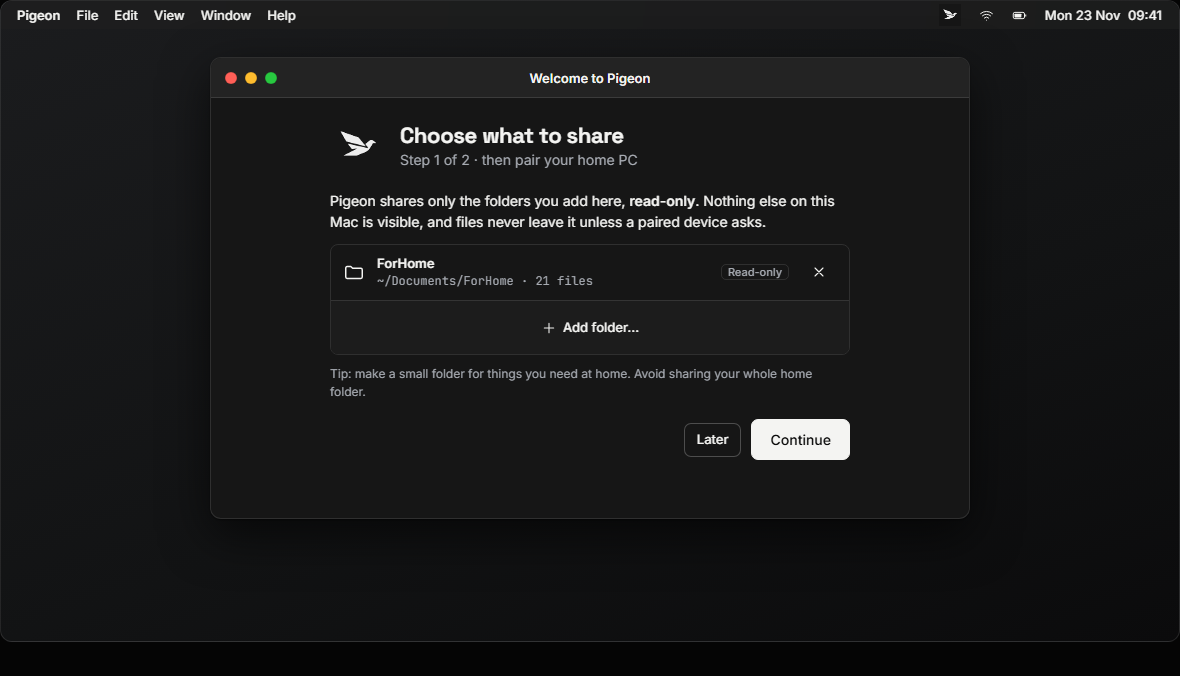 Pigeon File Edit View Window Help Mon 23 Nov 09:41
Welcome to Pigeon
Choose what to share
Step 1 of 2 · then pair your home PC
Pigeon shares only the folders you add here, read-only. Nothing else on this
Mac is visible, and files never leave it unless a paired device asks.
ForHome
~/Documents/ForHome · 21 files
Read-only
Add folder...
Tip: make a small folder for things you need at home. Avoid sharing your whole home
folder.
Later
Continue